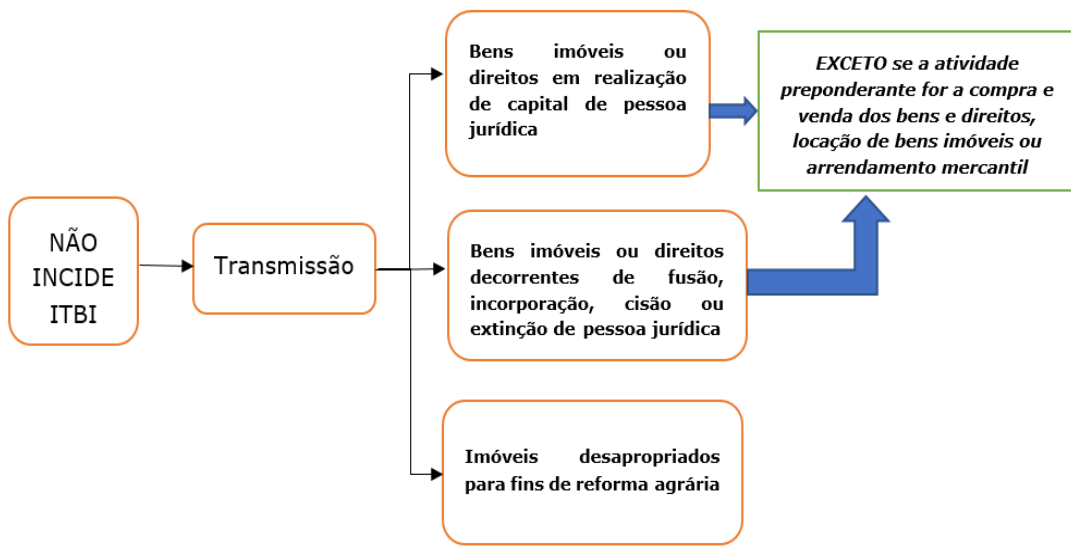 NÃO
INCIDE
ITBI
Transmissão
Bens imóveis ou
direitos em realização
de capital de pessoa
jurídica
EXCETO se a atividade
preponderante for a compra e
venda dos bens e direitos,
locação de bens imóveis ou
arrendamento mercantil
Bens imóveis ou direitos
decorrentes de fusão,
incorporação, cisão ou
extinção de pessoa jurídica
Imóveis desapropriados
para fins de reforma agrária